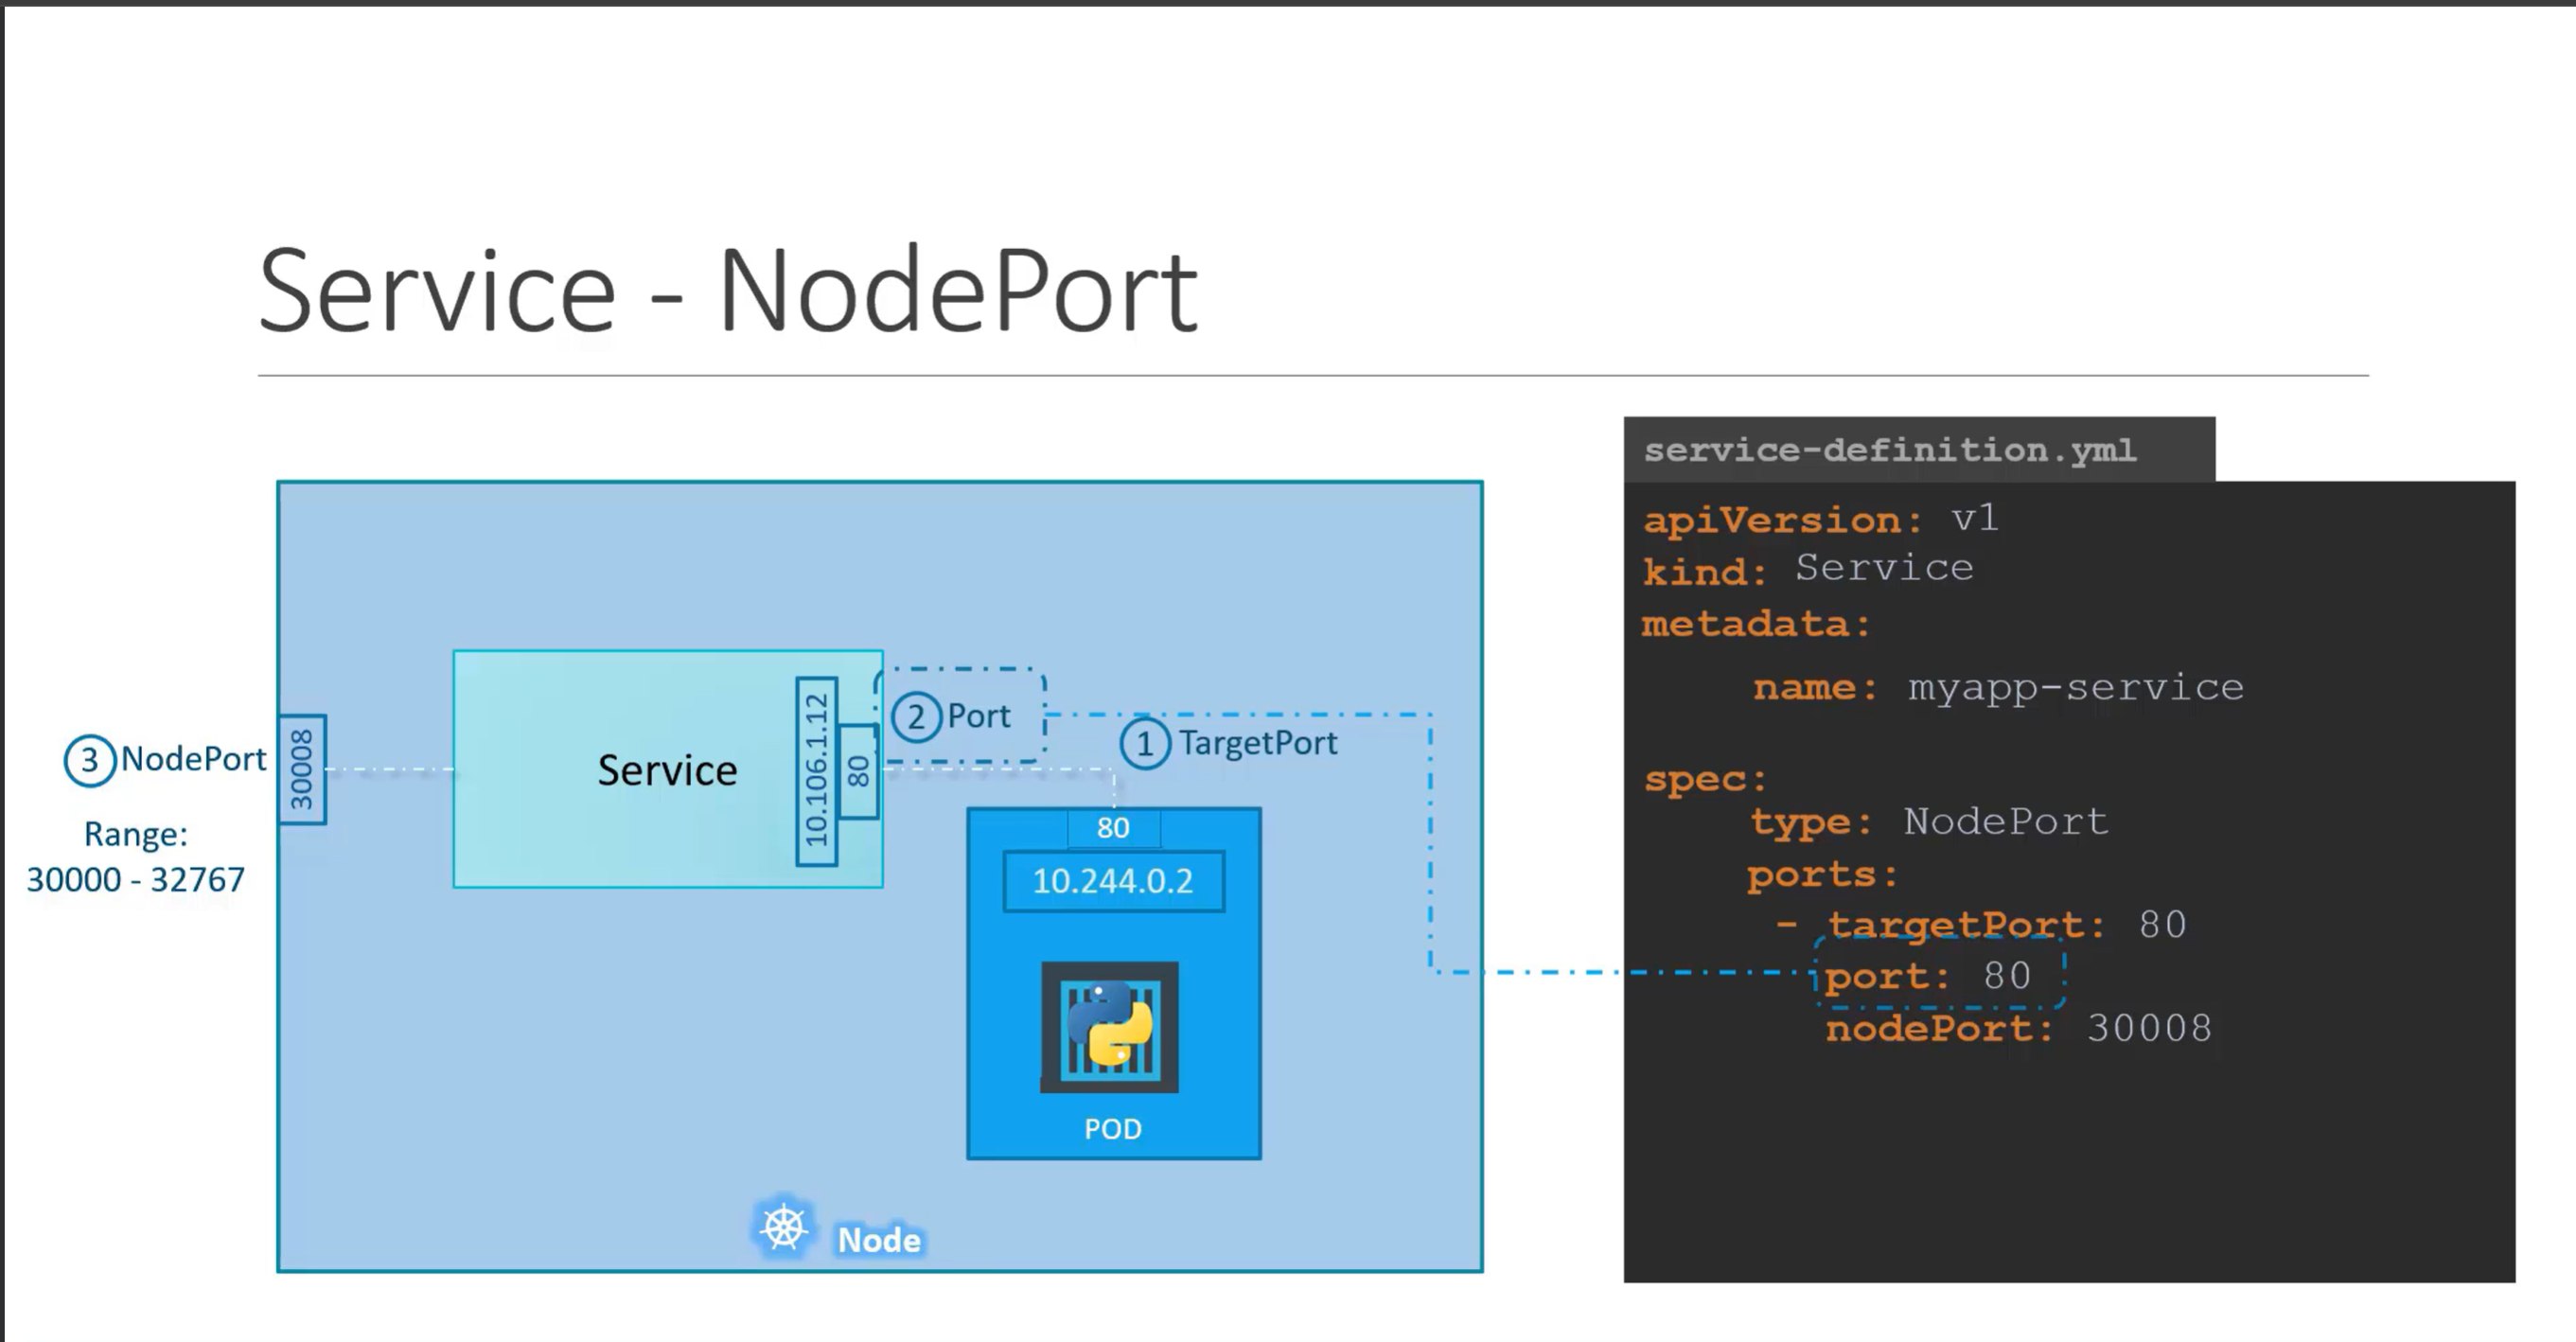 Service - NodePort
3 NodePort
Range:
30000 - 32767
30008
Service
10.106.1.12
80
2 Port
1 TargetPort
80
10.244.0.2
POD
Node
service-definition.yml
apiVersion: v1
kind: Service
metadata:
name: myapp-service
spec:
type: NodePort
ports:
- targetPort: 80
port: 80
nodePort: 30008